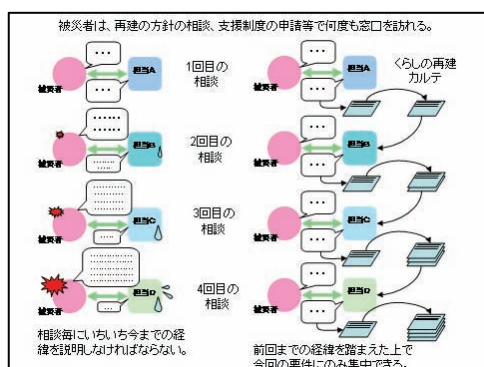 被災者は、再建の方針の相談、支援制度の申請等で何度も窓口を訪れる。
・・・
担当A
1回目の
相談
・・・
被災者
・・・
担当A
くらしの再建
カルテ
・・・
被災者
担当B
2回目の
相談
被災者
・・・
担当B
・・・
被災者
担当C
3回目の
相談
被災者
・・・
担当C
・・・
被災者
担当D
4回目の
相談
・・・
被災者
・・・
担当D
・・・
被災者
相談毎にいちいち今までの経
緯を説明しなければならない。
前回までの経緯を踏まえた上で
今回の要件にのみ集中できる。